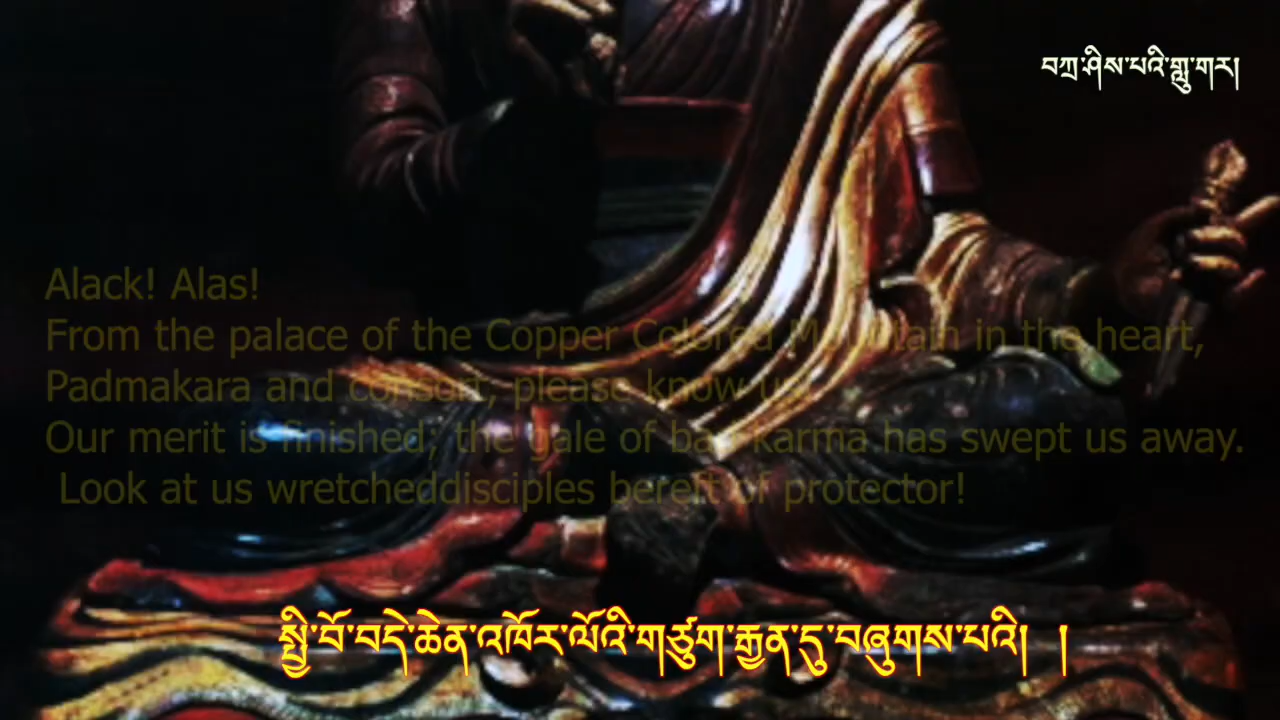 བཀྲ་ཤིས་པའི་གླུ་གར།
Alack! Alas!
From the palace of the Copper Colored Mountain in the heart,
Padmakara and consort, please know us!
Our merit is finished; the gale of bad karma has swept us away.
Look at us wretcheddisciples bereft of protector!
སྤྱི་བོ་བདེ་ཆེན་འཁོར་ལོའི་གཙུག་རྒྱན་དུ་བཞུགས་པའི། །